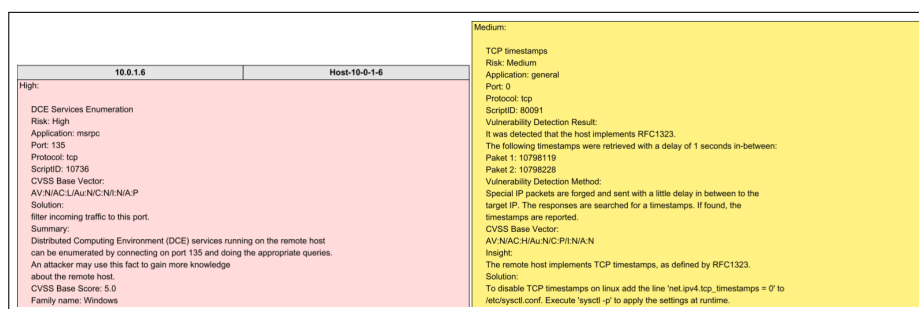 10.0.1.6 Host-10-0-1-6
High:
DCE Services Enumeration
Risk: High
Application: msrpc
Port: 135
Protocol: tcp
ScriptID: 10736
CVSS Base Vector:
AV:N/AC:L/Au:N/C:N/I:N/A:P
Solution:
filter incoming traffic to this port.
Summary:
Distributed Computing Environment (DCE) services running on the remote host
can be enumerated by connecting on port 135 and doing the appropriate queries.
An attacker may use this fact to gain more knowledge
about the remote host.
CVSS Base Score: 5.0
Family name: Windows
Medium:
TCP timestamps
Risk: Medium
Application: general
Port: 0
Protocol: tcp
ScriptID: 80091
Vulnerability Detection Result:
It was detected that the host implements RFC1323.
The following timestamps were retrieved with a delay of 1 seconds in-between:
Paket 1: 10798119
Paket 2: 10798228
Vulnerability Detection Method:
Special IP packets are forged and sent with a little delay in between to the
target IP. The responses are searched for a timestamps. If found, the
timestamps are reported.
CVSS Base Vector:
AV:N/AC:H/Au:N/C:P/I:N/A:N
Insight:
The remote host implements TCP timestamps, as defined by RFC1323.
Solution:
To disable TCP timestamps on linux add the line 'net.ipv4.tcp_timestamps = 0' to
/etc/sysctl.conf. Execute 'sysctl -p' to apply the settings at runtime.